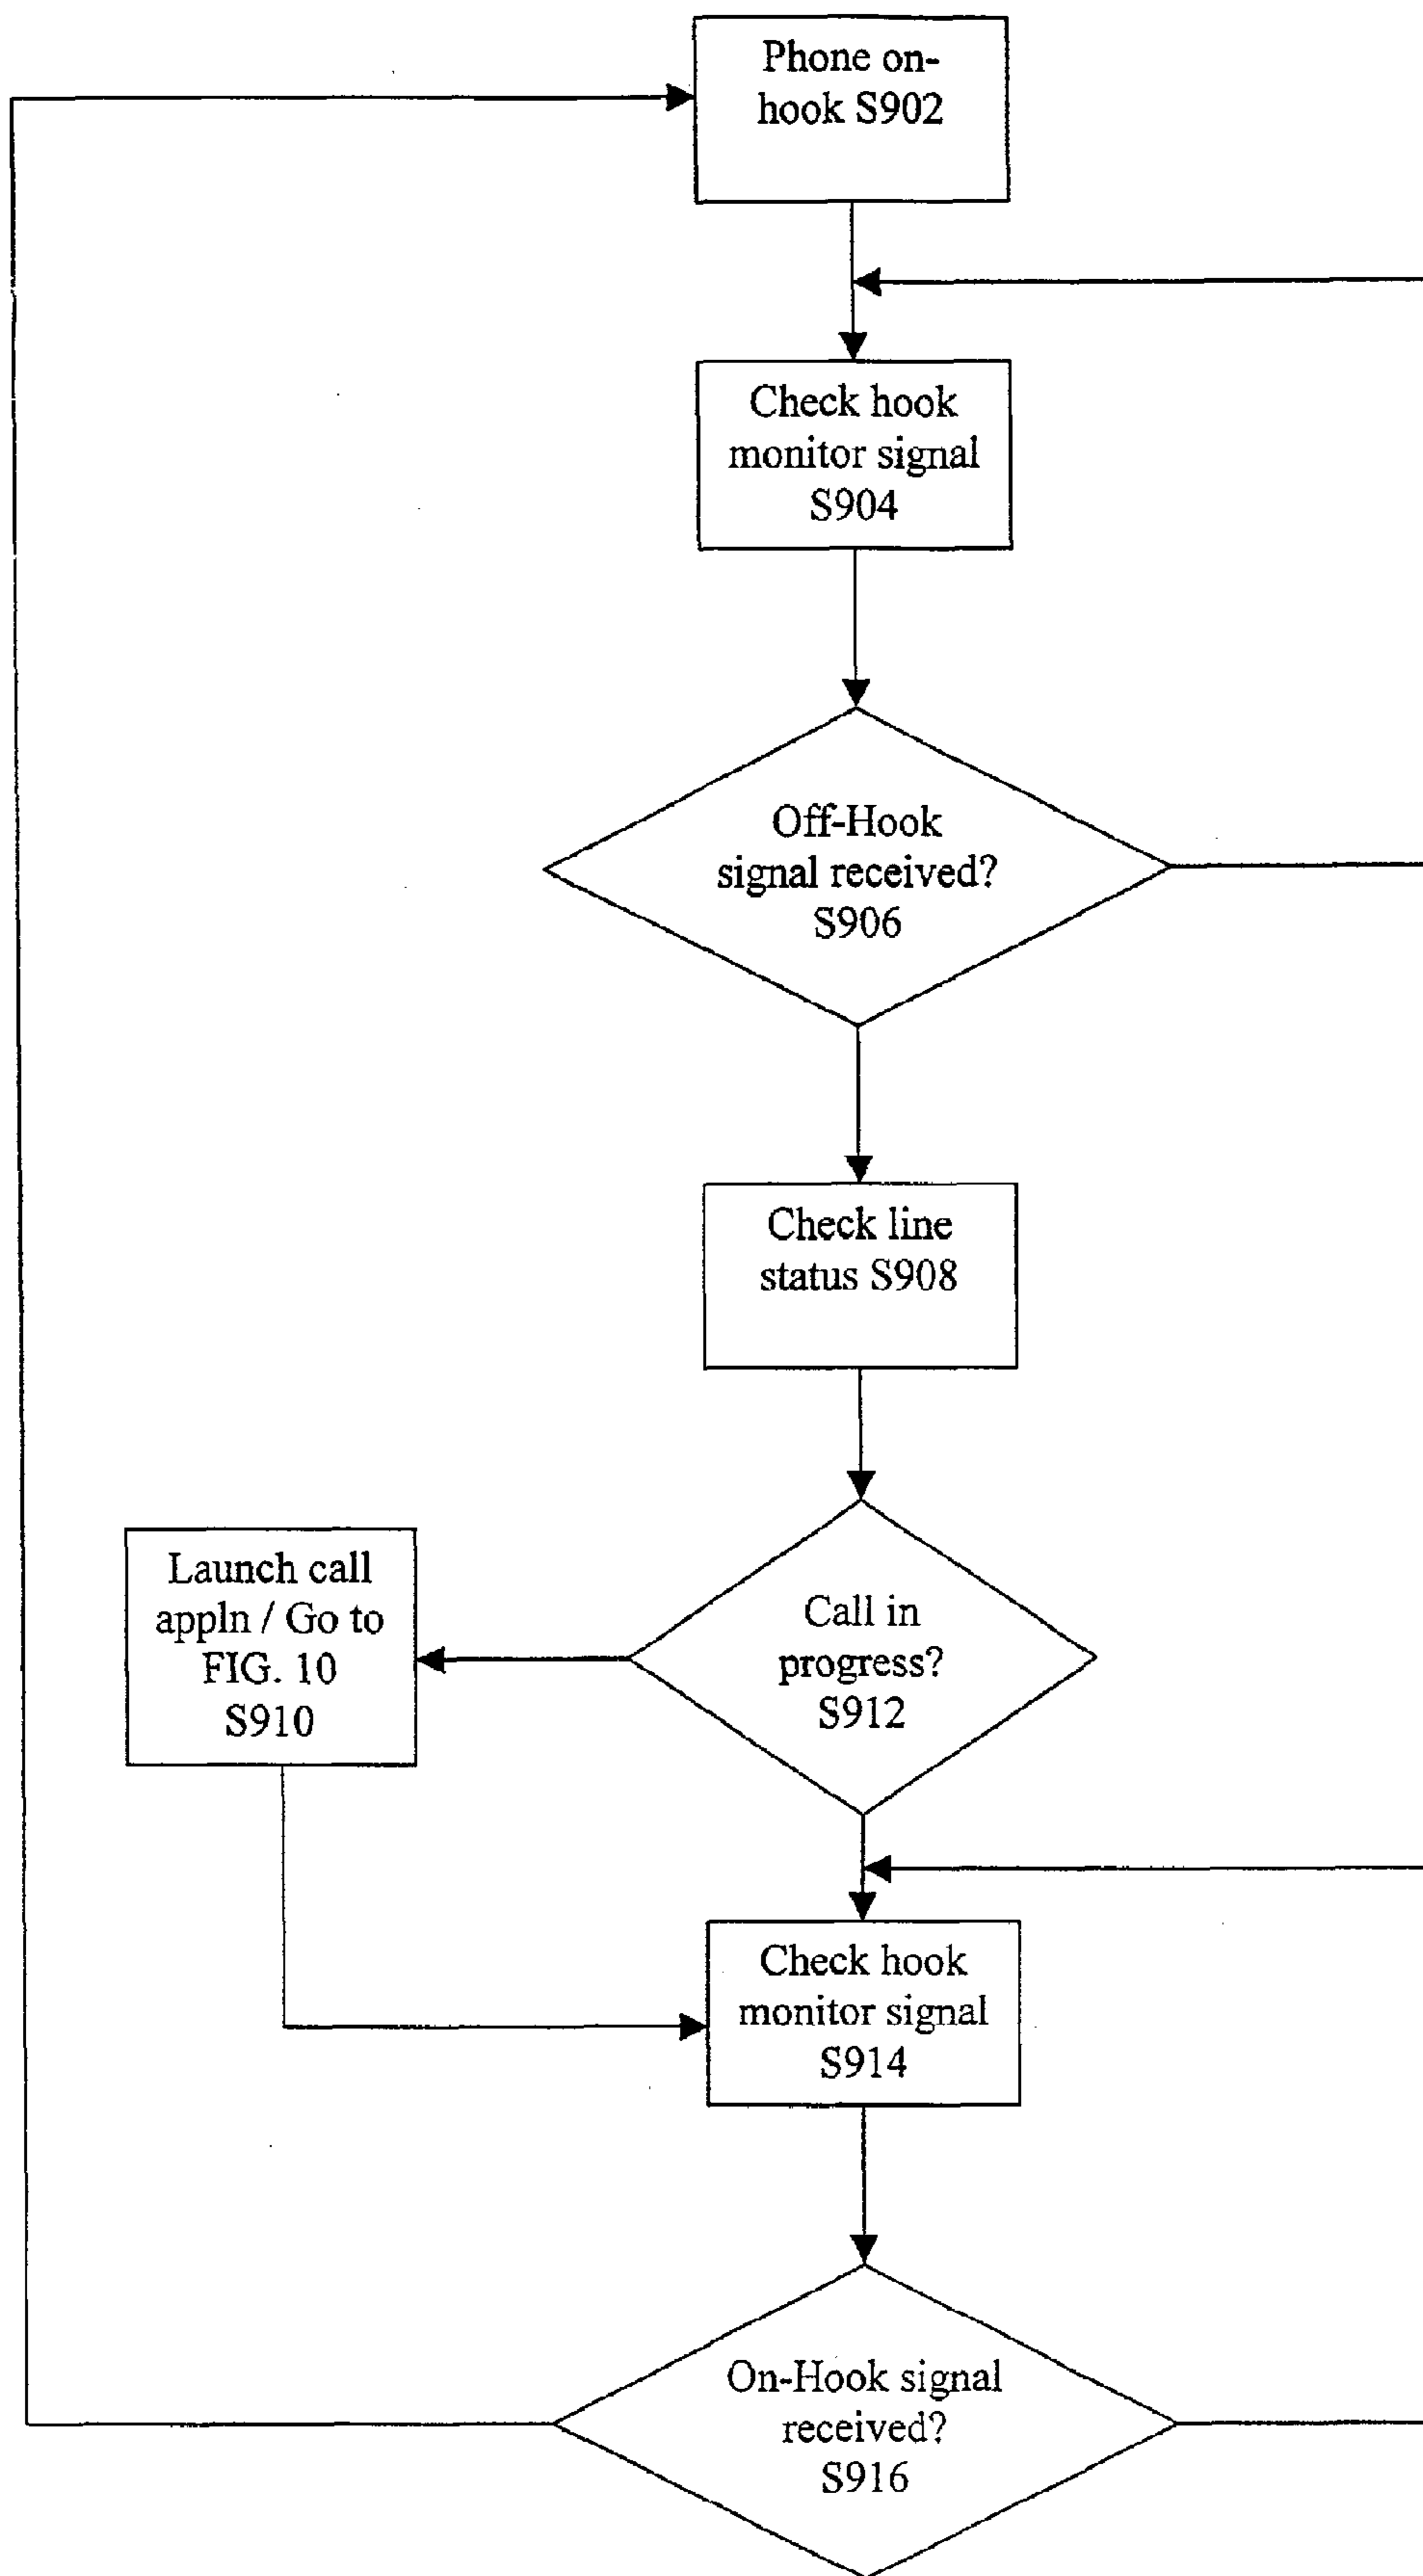 Phone on-
hook S902
Check hook
monitor signal
S904
Off-Hook
signal received?
S906
Check line
status S908
Launch call
appln / Go to
FIG. 10
S910
Call in
progress?
S912
Check hook
monitor signal
S914
On-Hook signal
received?
S916